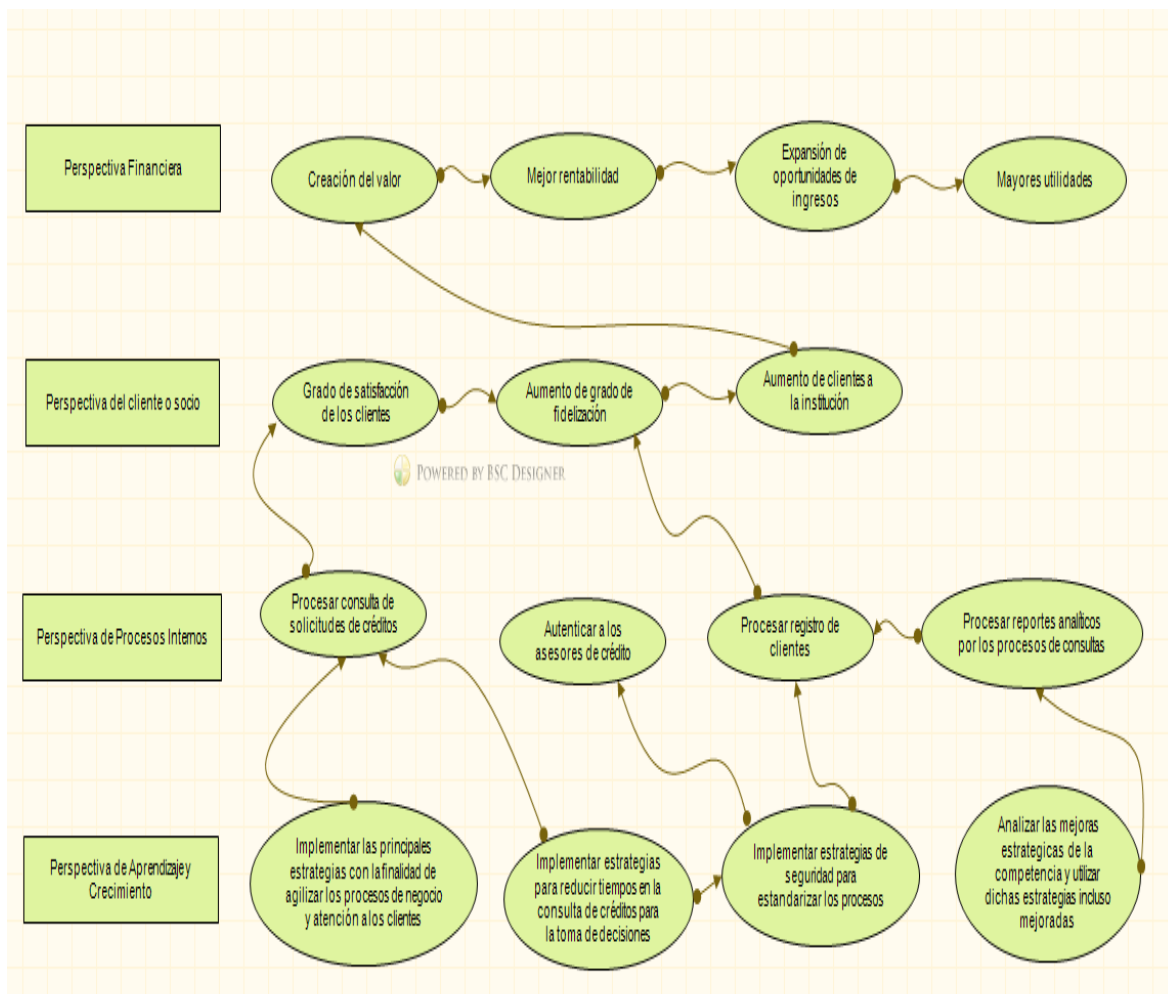 Perspectiva Financiera
Creación del valor
Mejor rentabilidad
Expansión de
oportunidades de
ingresos
Mayores utilidades
Perspectiva del cliente o socio
Grado de satisfacción
de los clientes
Aumento de grado de
fidelización
Aumento de clientes a
la institución
POWERED BY BSC DESIGNER
Perspectiva de Procesos Internos
Procesar consulta de
solicitudes de créditos
Autenticar a los
asesores de crédito
Procesar registro de
clientes
Procesar reportes analíticos
por los procesos de consultas
Perspectiva de Aprendizaje y
Crecimiento
Implementar las principales
estrategias con la finalidad de
agilizar los procesos de negocio
y atención a los clientes
Implementar estrategias
para reducir tiempos en la
consulta de créditos para
la toma de decisiones
Implementar estrategias de
seguridad para
estandarizar los procesos
Analizar las mejoras
estrategicas de la
competencia y utilizar
dichas estrategias incluso
mejoradas